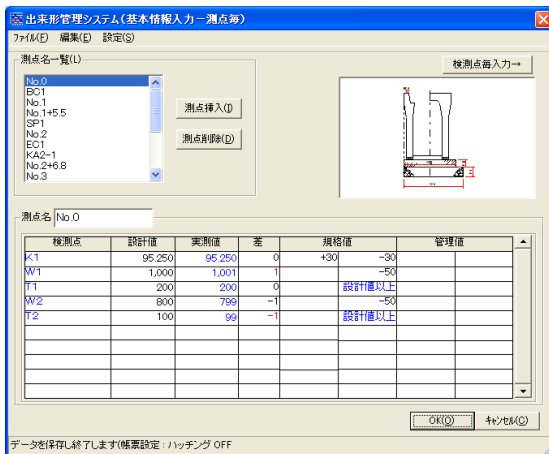 出来形管理システム(基本情報入力－測点毎)
ファイル(F) 編集(E) 設定(S)
測点名一覧(L)
No.0
BC1
No.1
No.1+5.5
SP1
No.2
EC1
KA2-1
No.2+6.8
No.3
測点挿入(I)
測点削除(D)
検測点毎入力→
測点名 No.0
検測点 設計値 実測値 差 規格値 管理値
K1 95.250 95.250 0 +30 -30
W1 1,000 1,001 1 -50
T1 200 200 0 設計値以上
W2 800 799 -1 -50
T2 100 99 -1 設計値以上
OK(O) キャンセル(C)
データを保存し終了します(帳票設定：ハッチング OFF